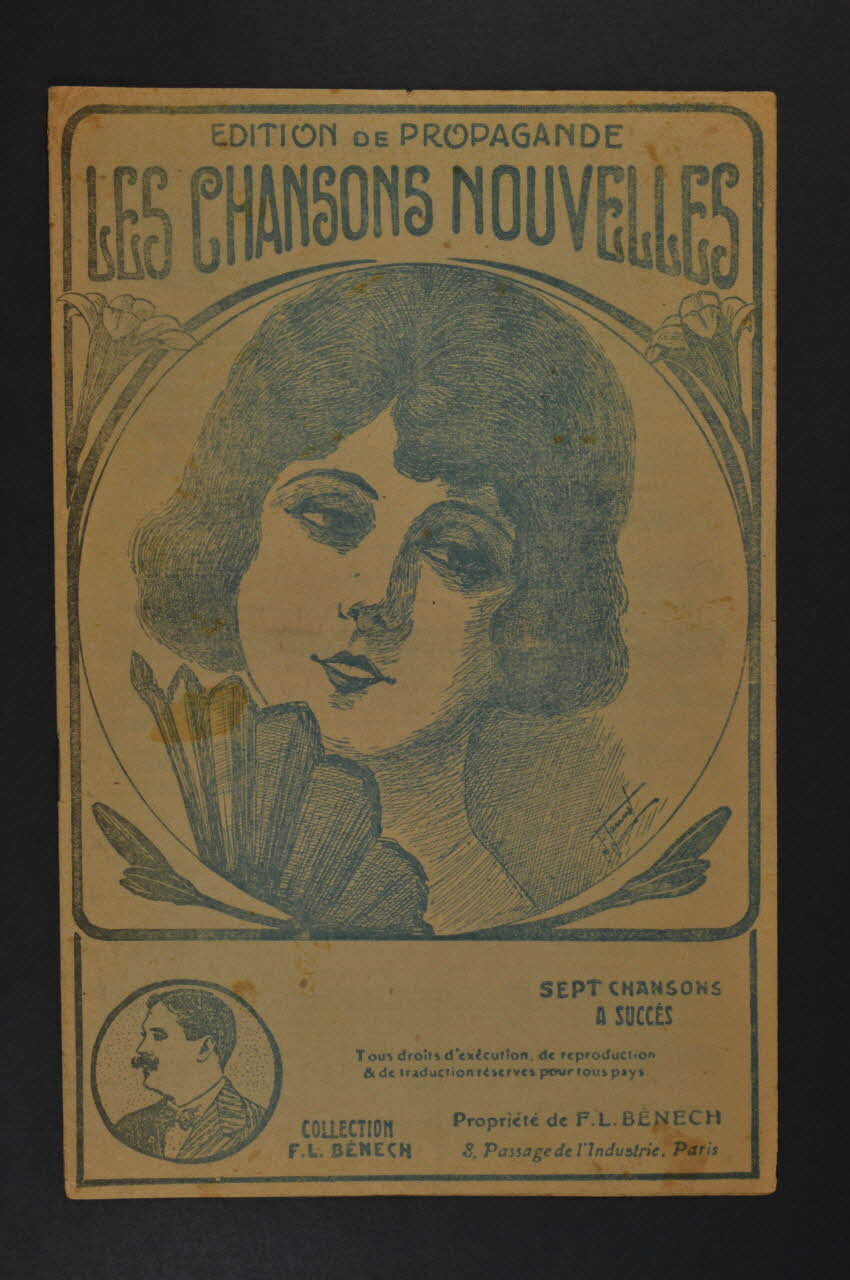 EDITION DE PROPAGANDE
LES CHANSONS NOUVELLES
SEPT CHANSONS
A SUCCÈS
Tous droits d'exécution, de reproduction
& de traduction réservés pour tous pays.
COLLECTION
F.L. BÉNECH
Propriété de F.L. BÉNECH
8, Passage de l'Industrie, Paris